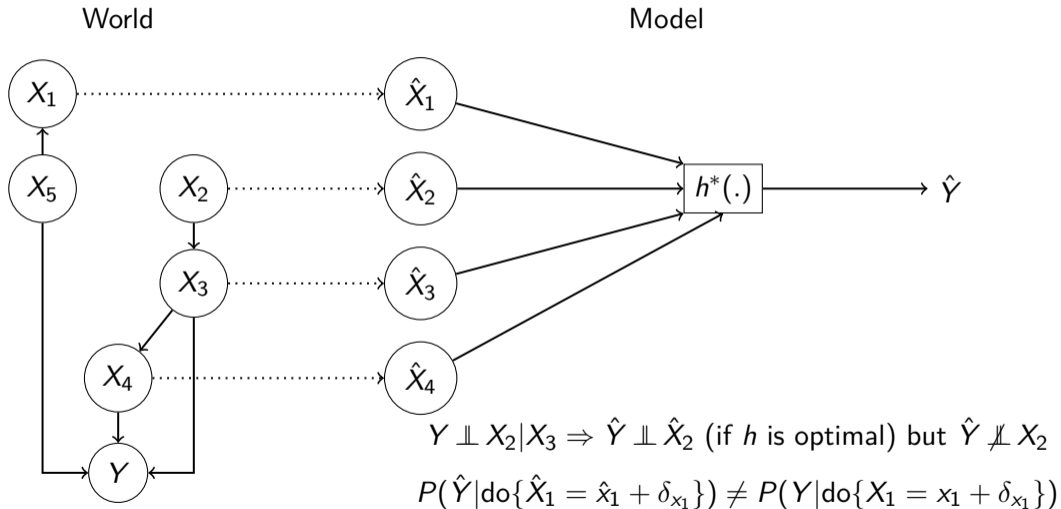 World
Model
X₁
X̂₁
X₅
X₂
X̂₂
h*(.)
Ŷ
X₃
X̂₃
X₄
X̂₄
Y
Y ⫫ X₂|X₃ ⇒ Ŷ ⫫ X̂₂ (if h is optimal) but Ŷ ⫫̸ X₂
P(Ŷ|do{X̂₁ = x̂₁ + δₓ₁}) ≠ P(Y|do{X₁ = x₁ + δₓ₁})